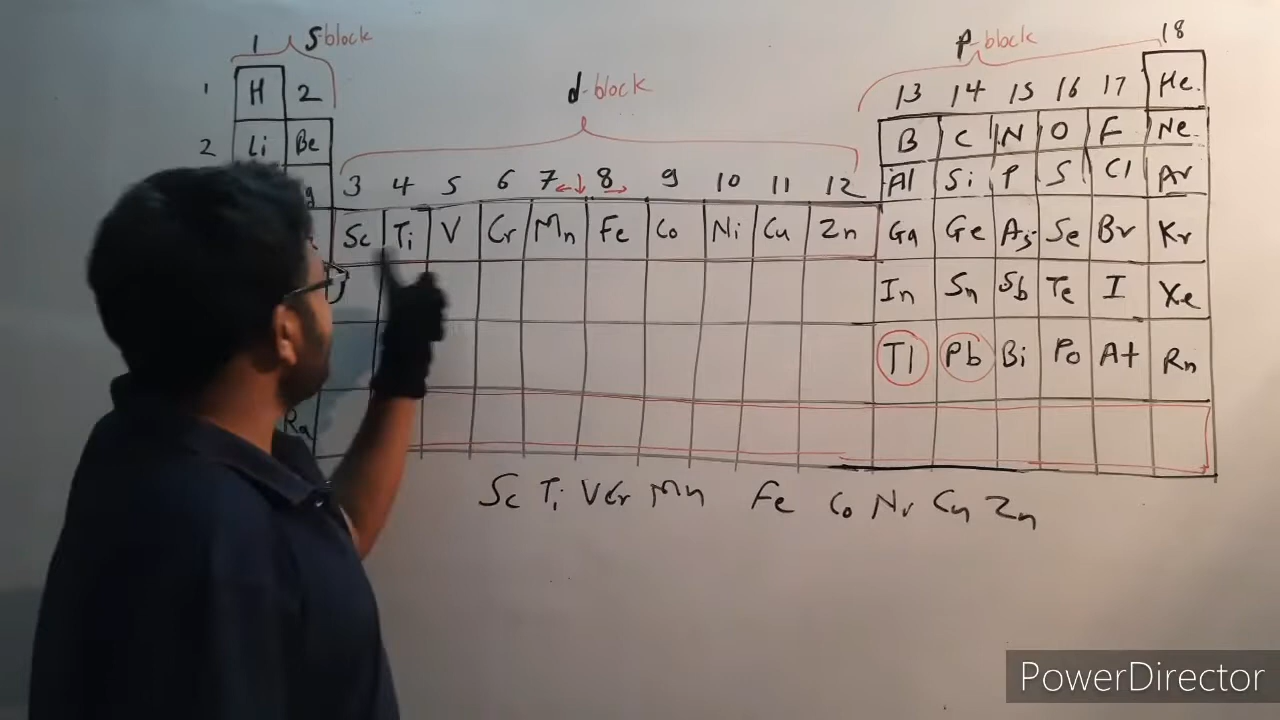 1 S-block p-block 18
1 H 2 d-block 13 14 15 16 17 He
2 Li Be B C N O F Ne
3 4 5 6 7 8 9 10 11 12 Al Si P S Cl Ar
Sc Ti V Cr Mn Fe Co Ni Cu Zn Ga Ge As Se Br Kr
In Sn Sb Te I Xe
Tl Pb Bi Po At Rn
Ra
Sc Ti V Cr Mn Fe Co Ni Cu Zn
PowerDirector